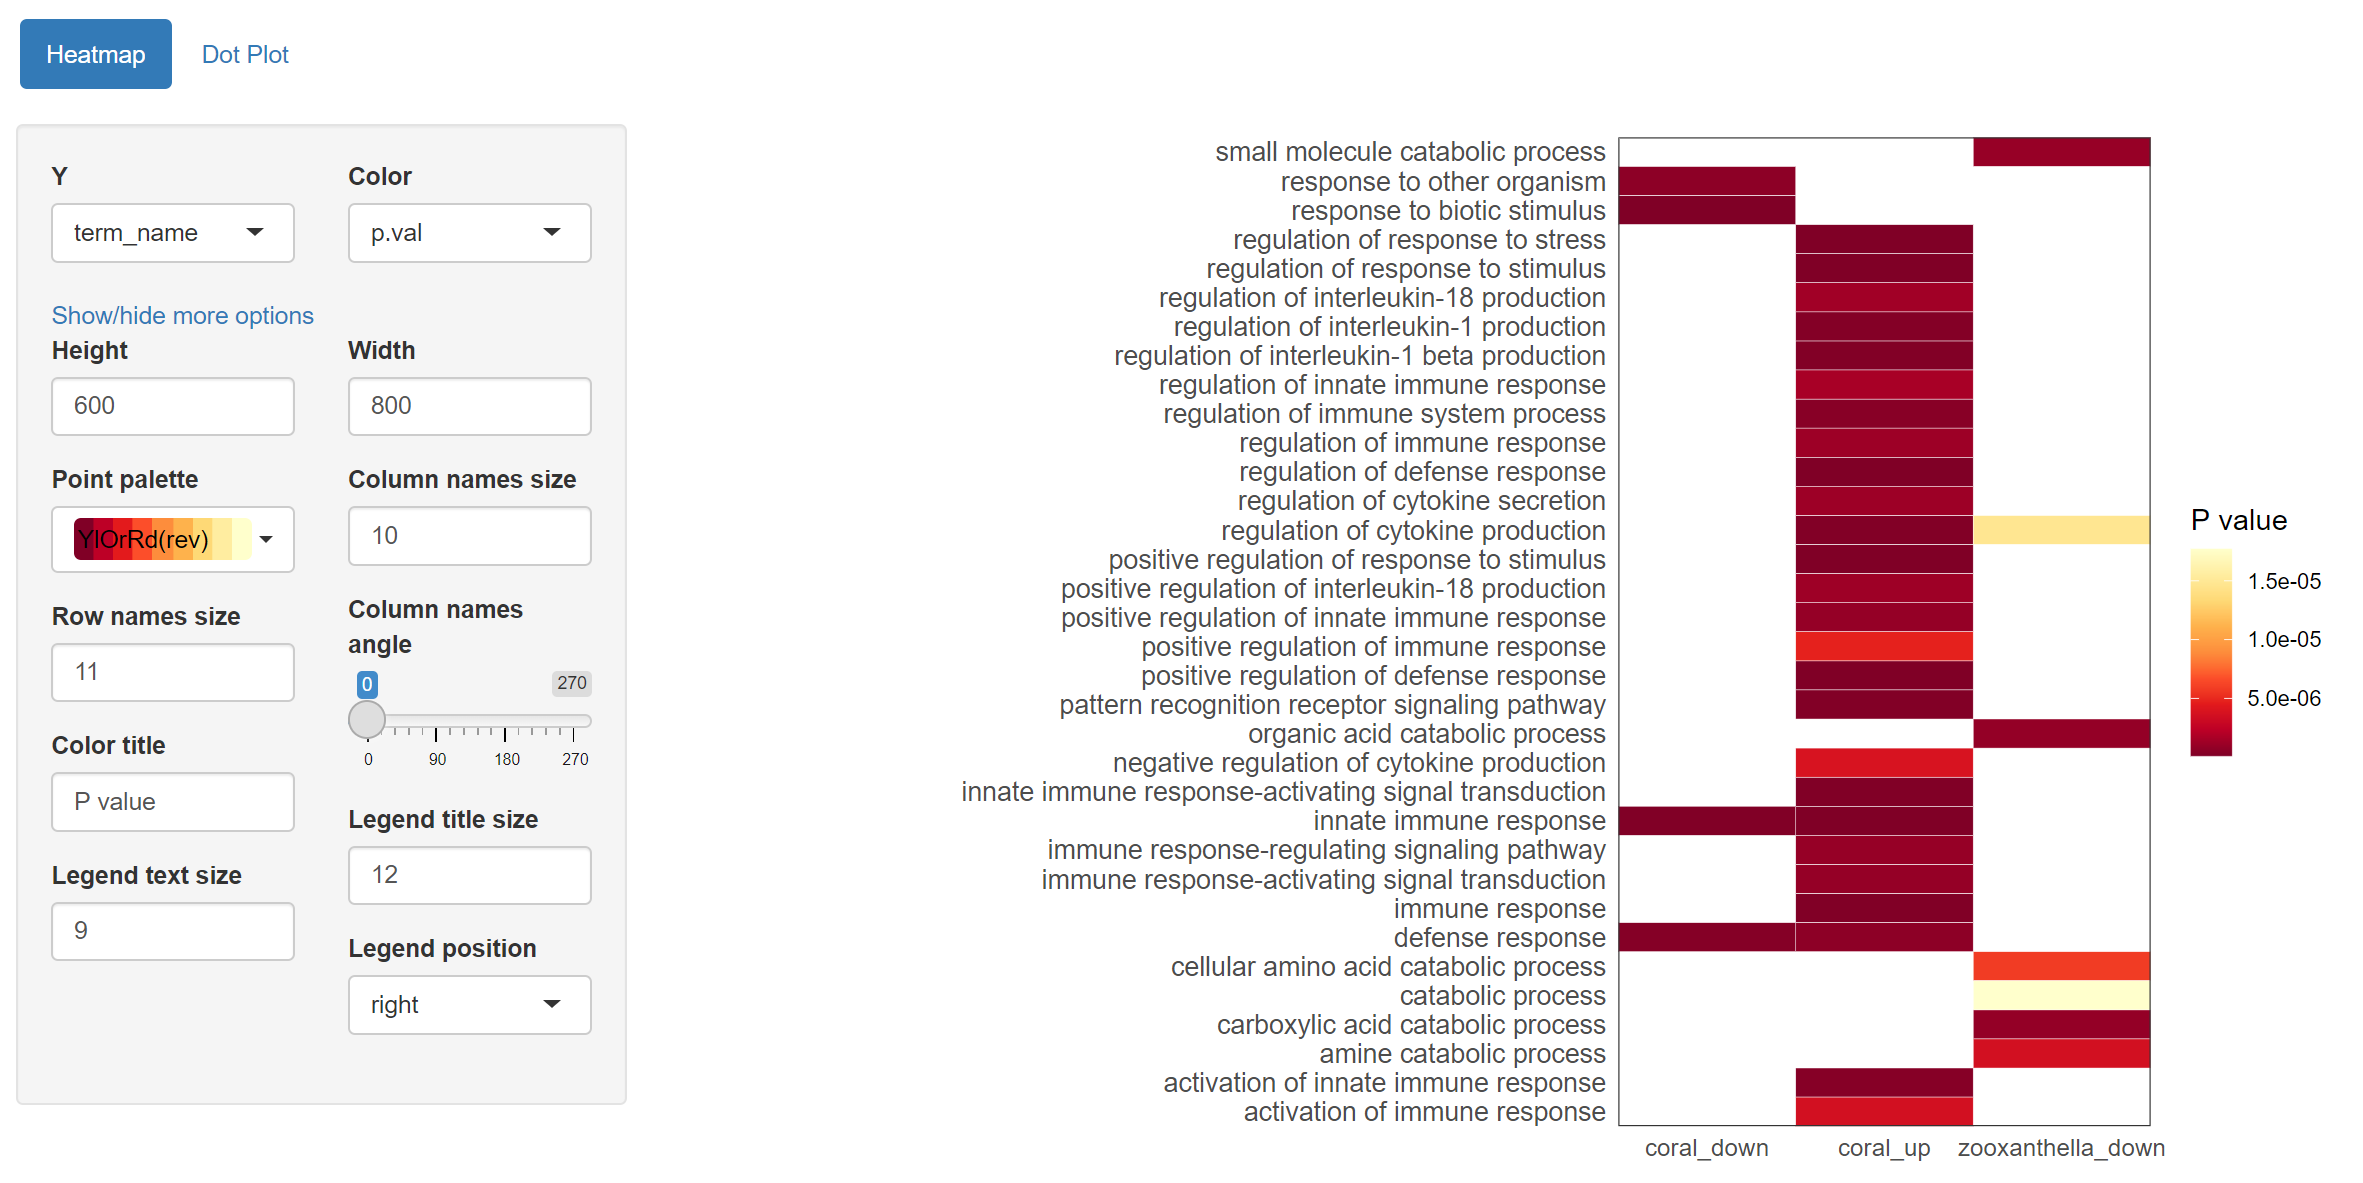 Heatmap
Dot Plot
Y
Color
term_name
p.val
Show/hide more options
Height
Width
600
800
Point palette
Column names size
YlOrRd(rev)
10
Row names size
Column names
angle
11
0
270
0
90
180
270
Color title
P value
Legend title size
12
Legend text size
9
Legend position
right
small molecule catabolic process
response to other organism
response to biotic stimulus
regulation of response to stress
regulation of response to stimulus
regulation of interleukin-18 production
regulation of interleukin-1 production
regulation of interleukin-1 beta production
regulation of innate immune response
regulation of immune system process
regulation of immune response
regulation of defense response
regulation of cytokine secretion
regulation of cytokine production
positive regulation of response to stimulus
positive regulation of interleukin-18 production
positive regulation of innate immune response
positive regulation of immune response
positive regulation of defense response
pattern recognition receptor signaling pathway
organic acid catabolic process
negative regulation of cytokine production
innate immune response-activating signal transduction
innate immune response
immune response-regulating signaling pathway
immune response-activating signal transduction
immune response
defense response
cellular amino acid catabolic process
catabolic process
carboxylic acid catabolic process
amine catabolic process
activation of innate immune response
activation of immune response
coral_down
coral_up
zooxanthella_down
P value
1.5e-05
1.0e-05
5.0e-06